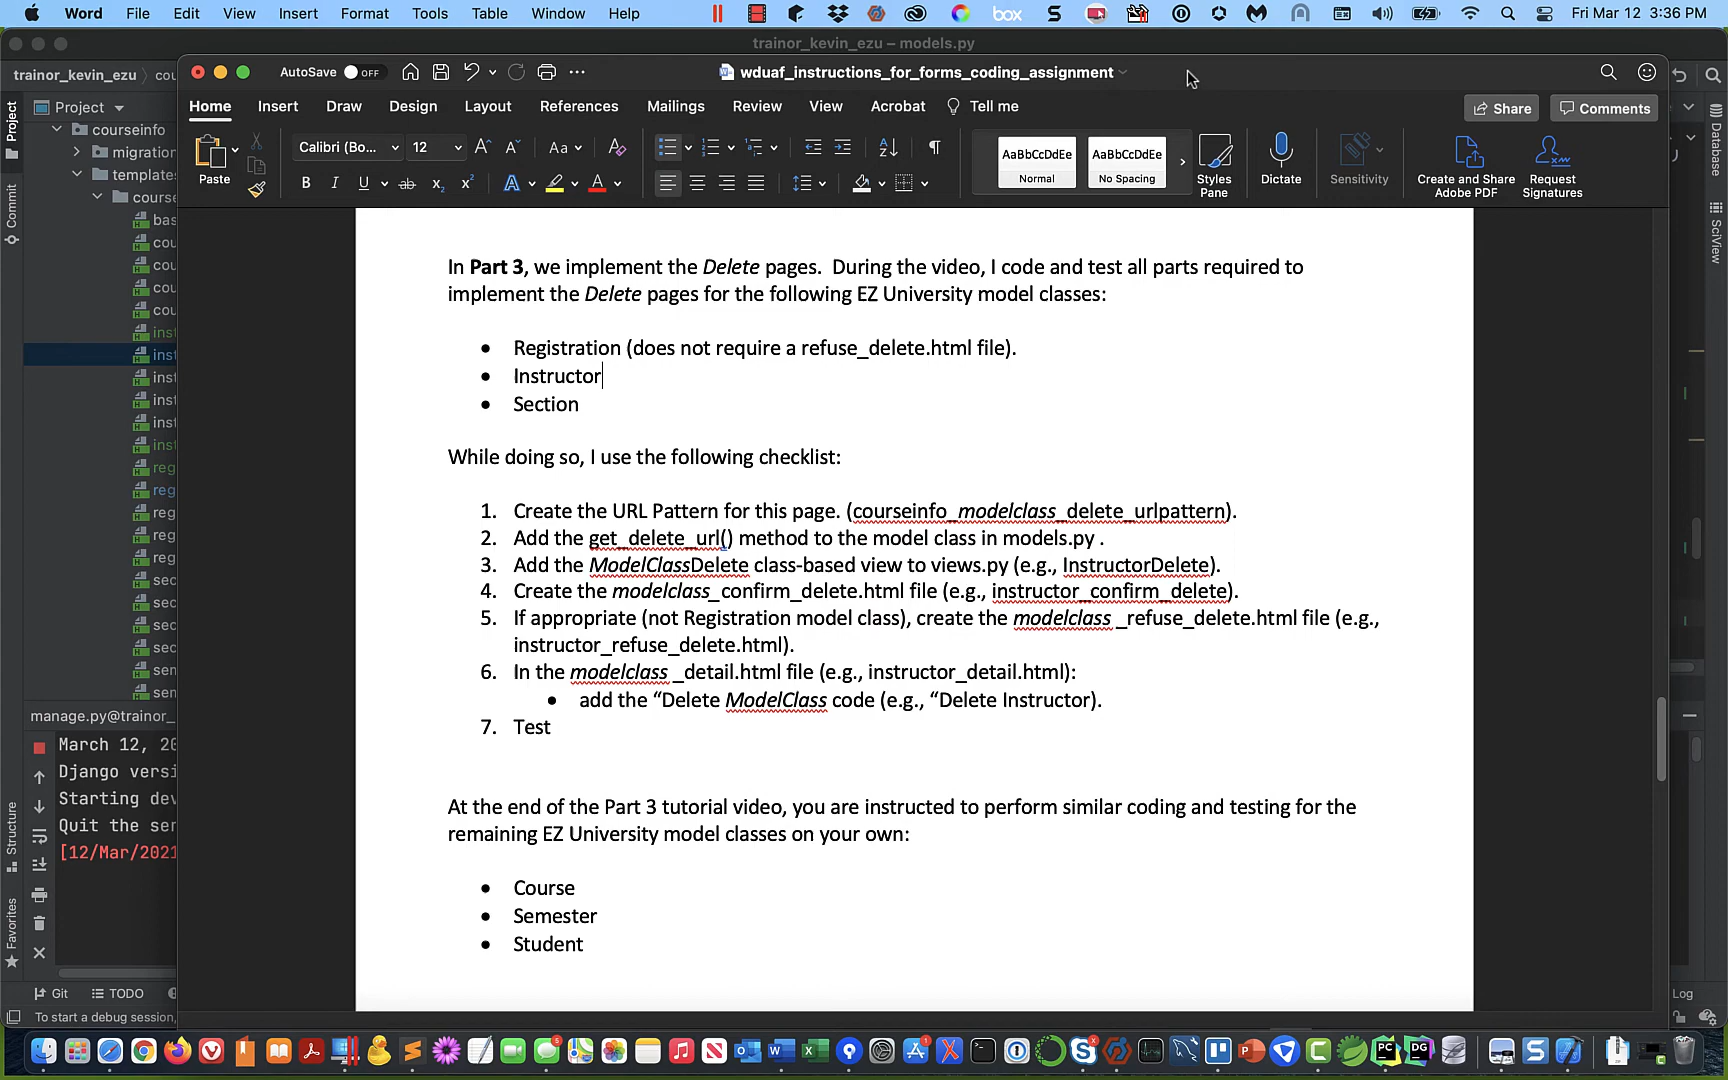 Word File Edit View Insert Format Tools Table Window Help box Fri Mar 12 3:36 PM
trainor_kevin_ezu – models.py
trainor_kevin_ezu
AutoSave OFF
wduaf_instructions_for_forms_coding_assignment
Home Insert Draw Design Layout References Mailings Review View Acrobat Tell me Share Comments
Project
courseinfo
Paste
Calibri (Bo... 12
Aa
AaBbCcDdEe
Normal
AaBbCcDdEe
No Spacing
Styles
Pane
Dictate
Sensitivity
Create and Share
Adobe PDF
Request
Signatures
Project
Commit
Structure
Favorites
Database
SciView
In Part 3, we implement the Delete pages. During the video, I code and test all parts required to
implement the Delete pages for the following EZ University model classes:
• Registration (does not require a refuse_delete.html file).
• Instructor
• Section
While doing so, I use the following checklist:
1. Create the URL Pattern for this page. (courseinfo_modelclass_delete_urlpattern).
2. Add the get_delete_url() method to the model class in models.py .
3. Add the ModelClassDelete class-based view to views.py (e.g., InstructorDelete).
4. Create the modelclass_confirm_delete.html file (e.g., instructor_confirm_delete).
5. If appropriate (not Registration model class), create the modelclass _refuse_delete.html file (e.g.,
instructor_refuse_delete.html).
6. In the modelclass _detail.html file (e.g., instructor_detail.html):
• add the “Delete ModelClass code (e.g., “Delete Instructor).
7. Test
At the end of the Part 3 tutorial video, you are instructed to perform similar coding and testing for the
remaining EZ University model classes on your own:
• Course
• Semester
• Student
manage.py@trainor_
March 12, 20
Django versi
Starting dev
Quit the ser
[12/Mar/2021
Git TODO
Log
To start a debug session,